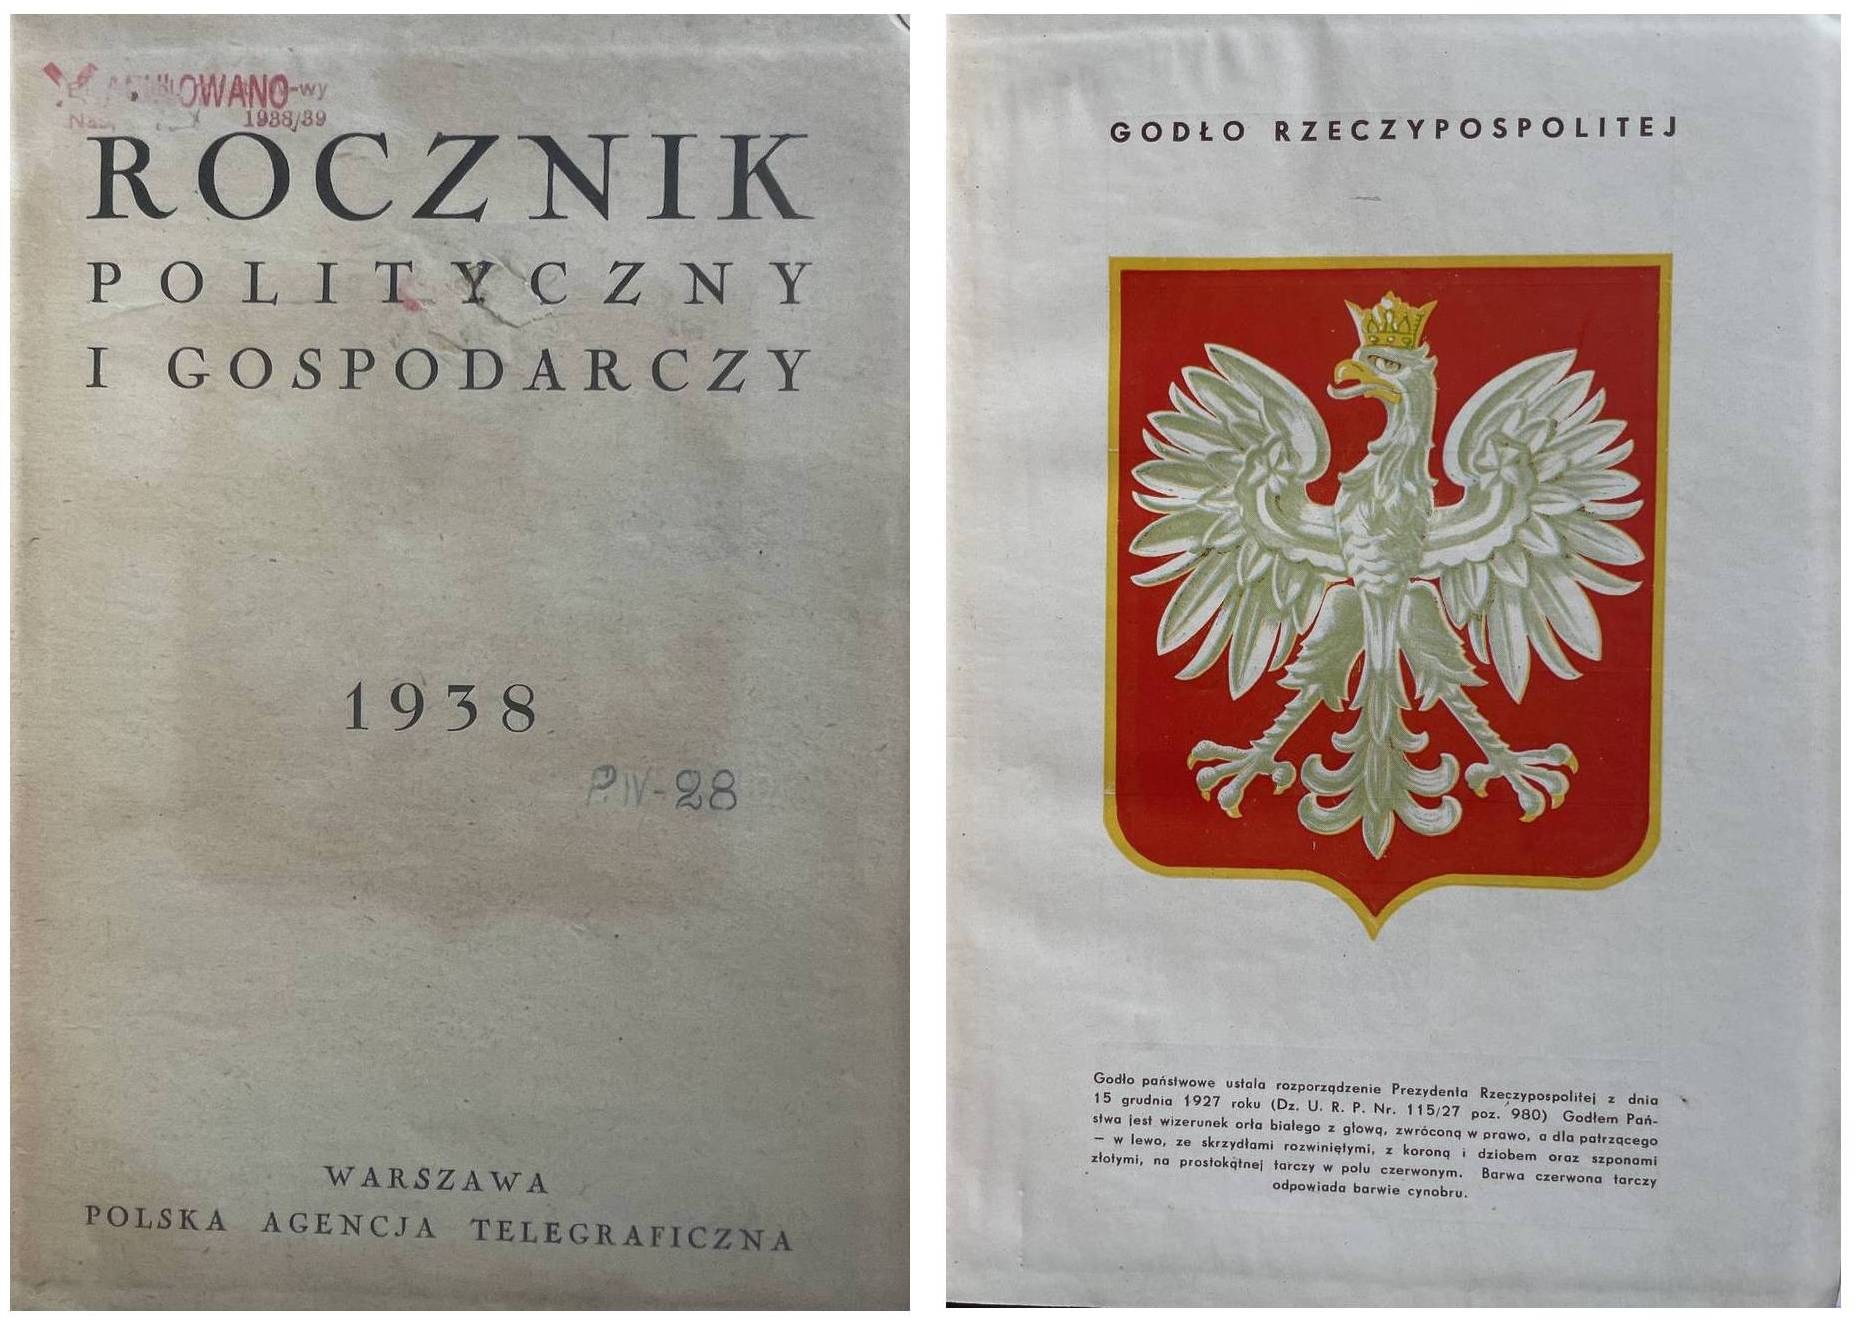 1938/39
ROCZNIK
POLITYCZNY
I GOSPODARCZY
1938
P.IV-28
WARSZAWA
POLSKA AGENCJA TELEGRAFICZNA
GODŁO RZECZYPOSPOLITEJ
Godło państwowe ustala rozporządzenie Prezydenta Rzeczypospolitej z dnia
15 grudnia 1927 roku (Dz. U. R. P. Nr. 115/27 poz. 980) Godłem Pań-
stwa jest wizerunek orła białego z głową, zwróconą w prawo, a dla patrzącego
— w lewo, ze skrzydłami rozwiniętymi, z koroną i dziobem oraz szponami
złotymi, na prostokątnej tarczy w polu czerwonym. Barwa czerwona tarczy
odpowiada barwie cynobru.